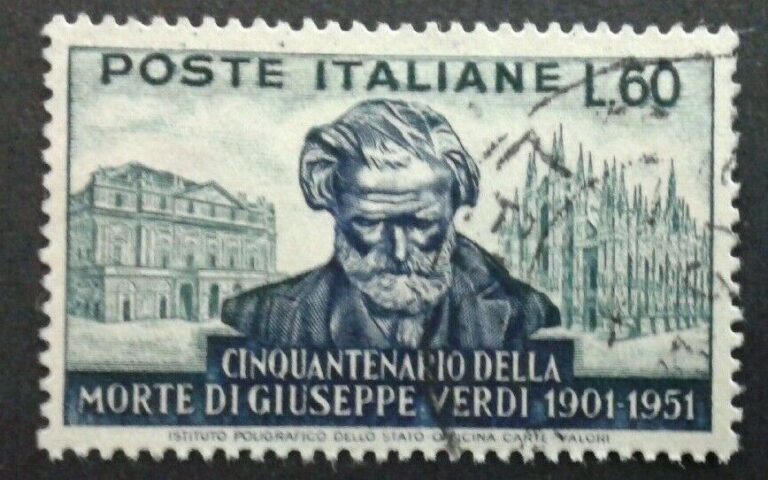 POSTE ITALIANE L.60
CINQUANTENARIO DELLA
MORTE DI GIUSEPPE VERDI 1901-1951
ISTITUTO POLIGRAFICO DELLO STATO OFFICINA CARTE VALORI